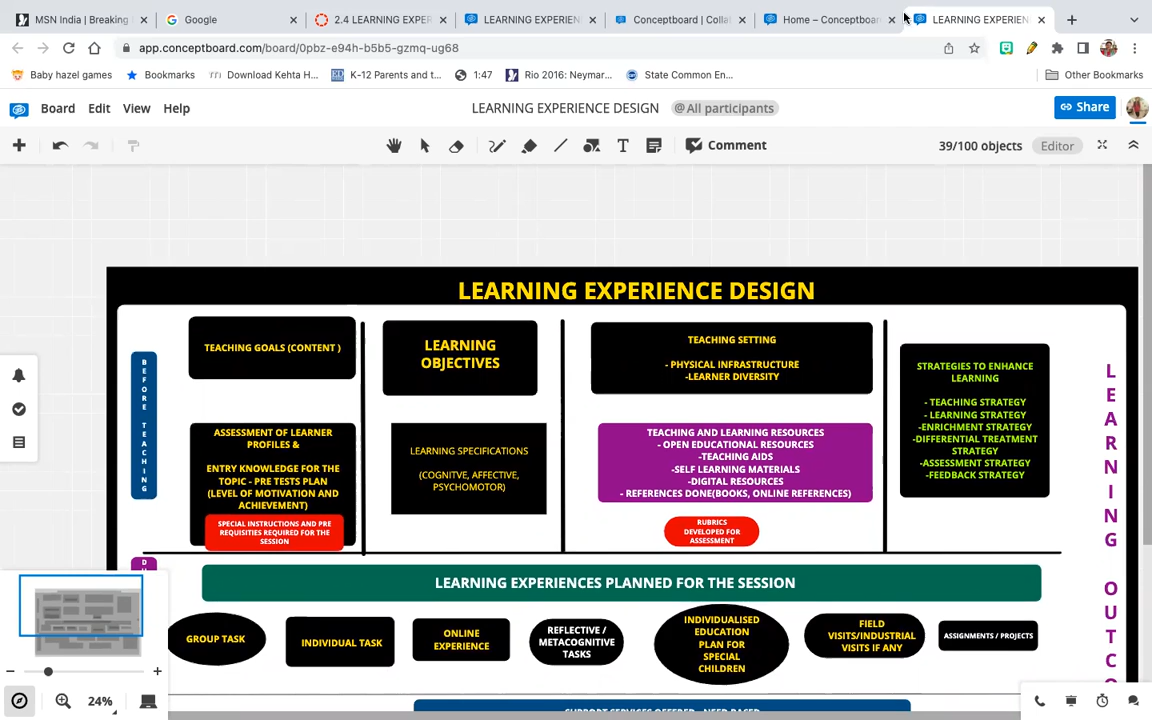 MSN India | Breaking
Google
2.4 LEARNING EXPER
LEARNING EXPERIEN
Conceptboard | Colla
Home – Conceptboar
LEARNING EXPERIEN
app.conceptboard.com/board/0pbz-e94h-b5b5-gzmq-ug68
Baby hazel games
Bookmarks
Download Kehta H...
K-12 Parents and t...
1:47
Rio 2016: Neymar...
State Common En...
Other Bookmarks
Board
Edit
View
Help
LEARNING EXPERIENCE DESIGN
@All participants
Share
Comment
39/100 objects
Editor
LEARNING EXPERIENCE DESIGN
BEFORE TEACHING
TEACHING GOALS (CONTENT )
ASSESSMENT OF LEARNER
PROFILES &
ENTRY KNOWLEDGE FOR THE
TOPIC - PRE TESTS PLAN
(LEVEL OF MOTIVATION AND
ACHIEVEMENT)
SPECIAL INSTRUCTIONS AND PRE
REQUISITIES REQUIRED FOR THE
SESSION
LEARNING
OBJECTIVES
LEARNING SPECIFICATIONS
(COGNITVE, AFFECTIVE,
PSYCHOMOTOR)
TEACHING SETTING
- PHYSICAL INFRASTRUCTURE
-LEARNER DIVERSITY
TEACHING AND LEARNING RESOURCES
- OPEN EDUCATIONAL RESOURCES
-TEACHING AIDS
-SELF LEARNING MATERIALS
-DIGITAL RESOURCES
- REFERENCES DONE(BOOKS, ONLINE REFERENCES)
RUBRICS
DEVELOPED FOR
ASSESSMENT
STRATEGIES TO ENHANCE
LEARNING
- TEACHING STRATEGY
- LEARNING STRATEGY
-ENRICHMENT STRATEGY
-DIFFERENTIAL TREATMENT
STRATEGY
-ASSESSMENT STRATEGY
-FEEDBACK STRATEGY
LEARNING OUTCO
LEARNING EXPERIENCES PLANNED FOR THE SESSION
GROUP TASK
INDIVIDUAL TASK
ONLINE
EXPERIENCE
REFLECTIVE /
METACOGNITIVE
TASKS
INDIVIDUALISED
EDUCATION
PLAN FOR
SPECIAL
CHILDREN
FIELD
VISITS/INDUSTRIAL
VISITS IF ANY
ASSIGNMENTS / PROJECTS
SUPPORT SERVICES OFFERED - NEED BASED
24%